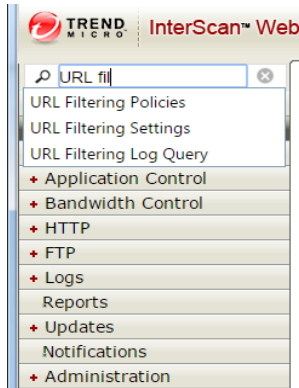 TREND MICRO InterScan™ Web
URL fil
URL Filtering Policies
URL Filtering Settings
URL Filtering Log Query
+ Application Control
+ Bandwidth Control
+ HTTP
+ FTP
+ Logs
Reports
+ Updates
Notifications
+ Administration